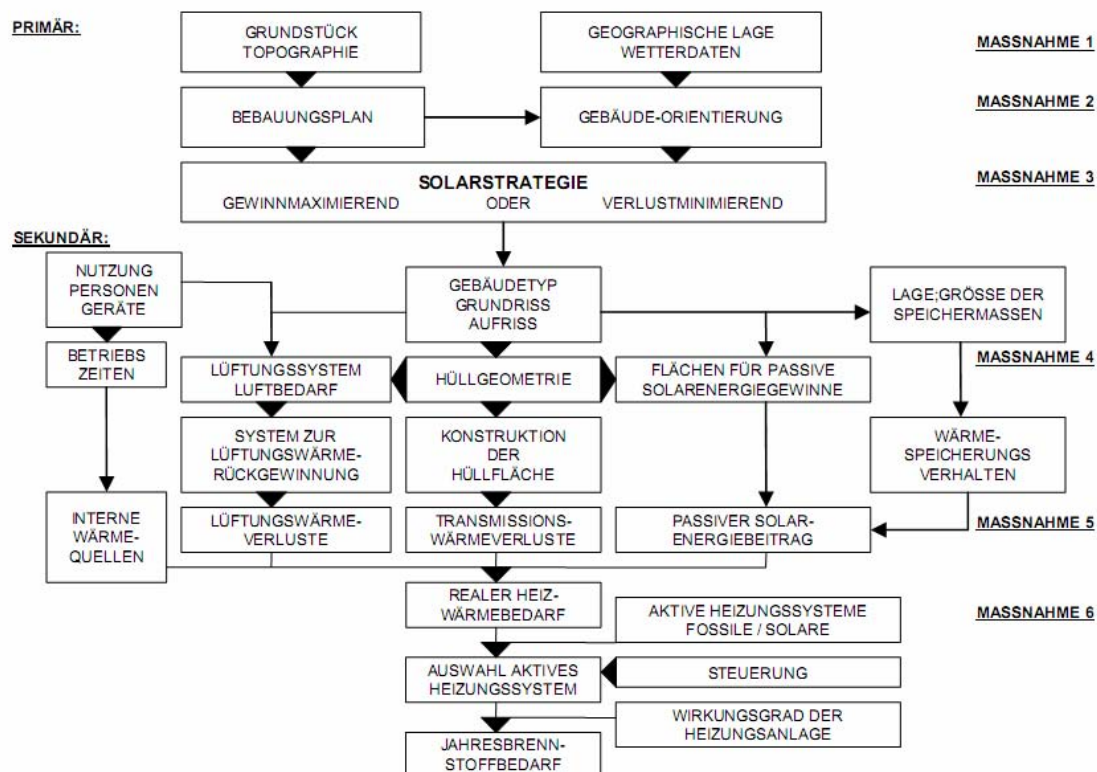 PRIMÄR:
GRUNDSTÜCK
TOPOGRAPHIE
GEOGRAPHISCHE LAGE
WETTERDATEN
MASSNAHME 1
BEBAUUNGSPLAN
GEBÄUDE-ORIENTIERUNG
MASSNAHME 2
SOLARSTRATEGIE
GEWINNMAXIMIEREND ODER VERLUSTMINIMIEREND
MASSNAHME 3
SEKUNDÄR:
NUTZUNG
PERSONEN
GERÄTE
GEBÄUDETYP
GRUNDRISS
AUFRISS
LAGE;GRÖSSE DER
SPEICHERMASSEN
BETRIEBS
ZEITEN
LÜFTUNGSSYSTEM
LUFTBEDARF
HÜLLGEOMETRIE
FLÄCHEN FÜR PASSIVE
SOLARENERGIEGEWINNE
MASSNAHME 4
SYSTEM ZUR
LÜFTUNGSWÄRME-
RÜCKGEWINNUNG
KONSTRUKTION
DER
HÜLLFLÄCHE
WÄRME-
SPEICHERUNGS
VERHALTEN
INTERNE
WÄRME-
QUELLEN
LÜFTUNGSWÄRME-
VERLUSTE
TRANSMISSIONS-
WÄRMEVERLUSTE
PASSIVER SOLAR-
ENERGIEBEITRAG
MASSNAHME 5
REALER HEIZ-
WÄRMEBEDARF
AKTIVE HEIZUNGSSYSTEME
FOSSILE / SOLARE
MASSNAHME 6
AUSWAHL AKTIVES
HEIZUNGSSYSTEM
STEUERUNG
WIRKUNGSGRAD DER
HEIZUNGSANLAGE
JAHRESBRENN-
STOFFBEDARF